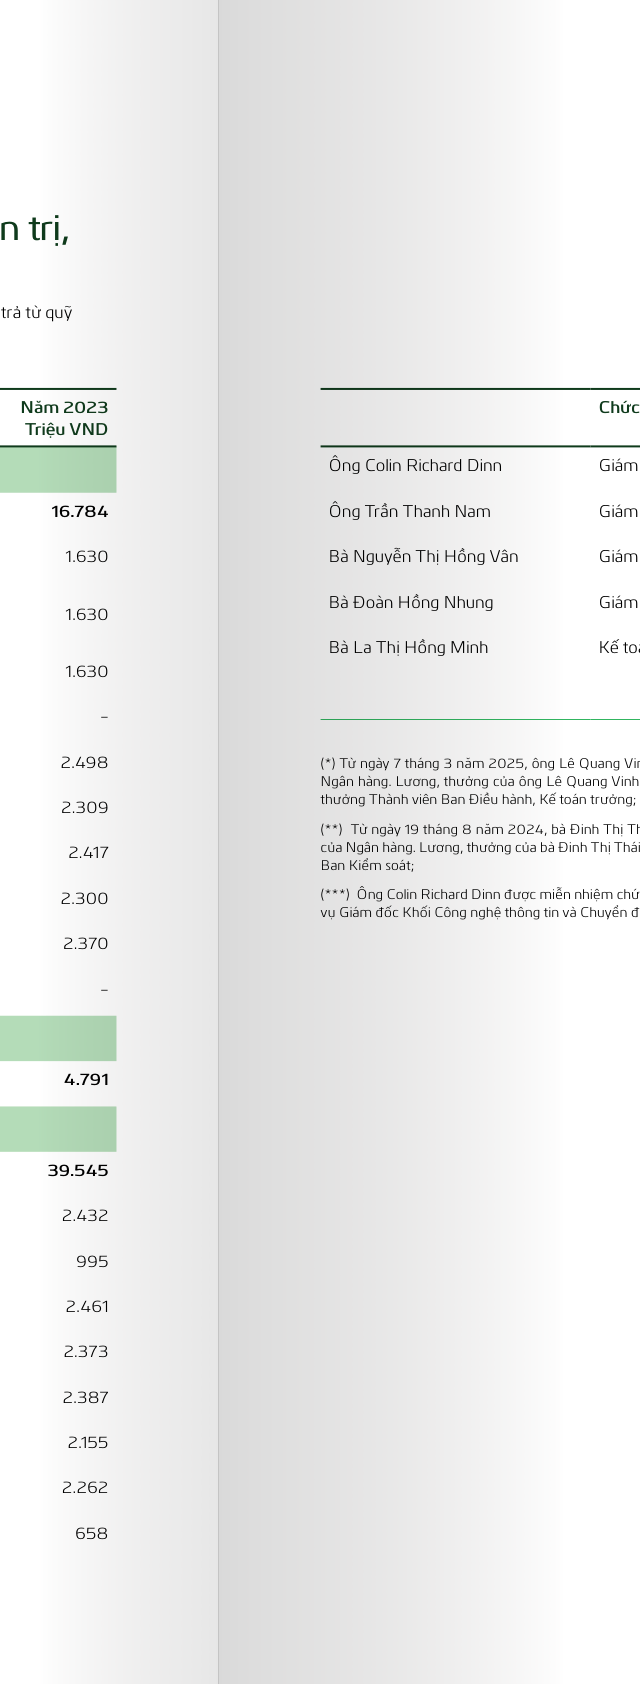 n trị,
trả từ quỹ
Năm 2023
Triệu VND
16.784
1.630
1.630
1.630
–
2.498
2.309
2.417
2.300
2.370
–
4.791
39.545
2.432
995
2.461
2.373
2.387
2.155
2.262
658
Chức
Ông Colin Richard Dinn Giám
Ông Trần Thanh Nam Giám
Bà Nguyễn Thị Hồng Vân Giám
Bà Đoàn Hồng Nhung Giám
Bà La Thị Hồng Minh Kế toá
(*) Từ ngày 7 tháng 3 năm 2025, ông Lê Quang Vin
Ngân hàng. Lương, thưởng của ông Lê Quang Vinh
thưởng Thành viên Ban Điều hành, Kế toán trưởng;
(**) Từ ngày 19 tháng 8 năm 2024, bà Đinh Thị Th
của Ngân hàng. Lương, thưởng của bà Đinh Thị Thái
Ban Kiểm soát;
(***) Ông Colin Richard Dinn được miễn nhiệm chứ
vụ Giám đốc Khối Công nghệ thông tin và Chuyển đ